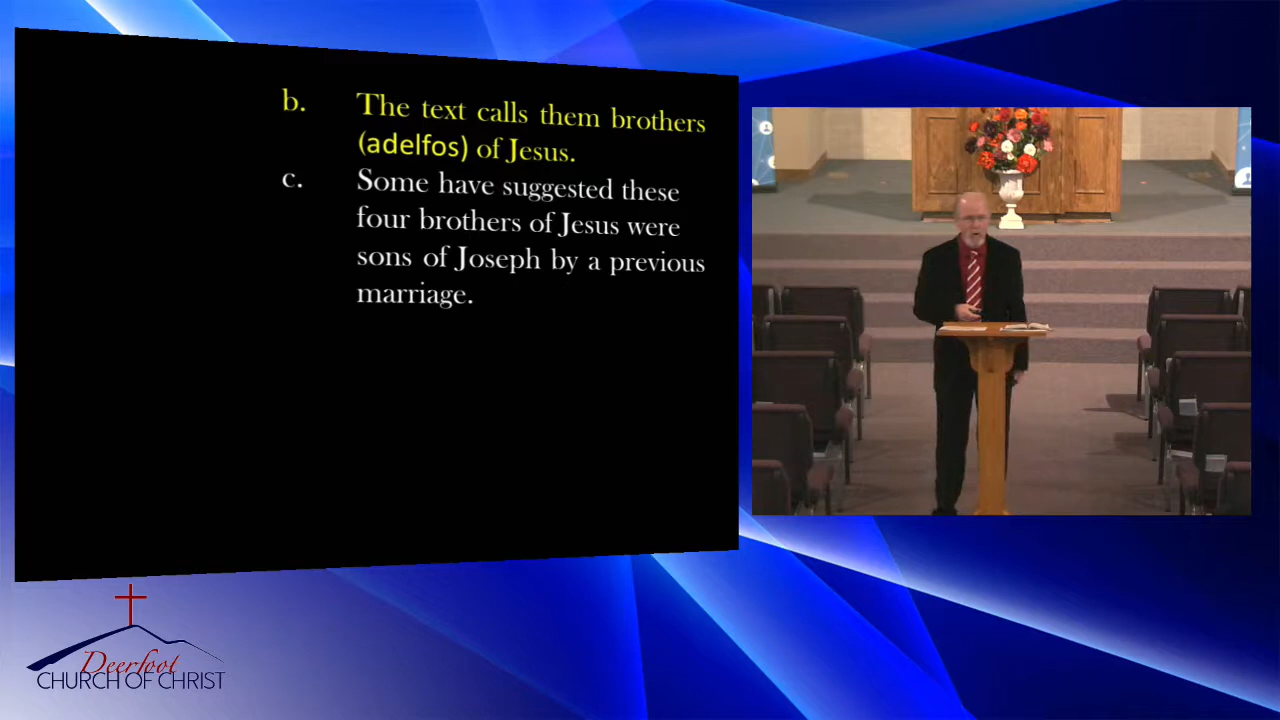 b. The text calls them brothers
(adelfos) of Jesus.
c. Some have suggested these
four brothers of Jesus were
sons of Joseph by a previous
marriage.
Deerfoot
CHURCH OF CHRIST